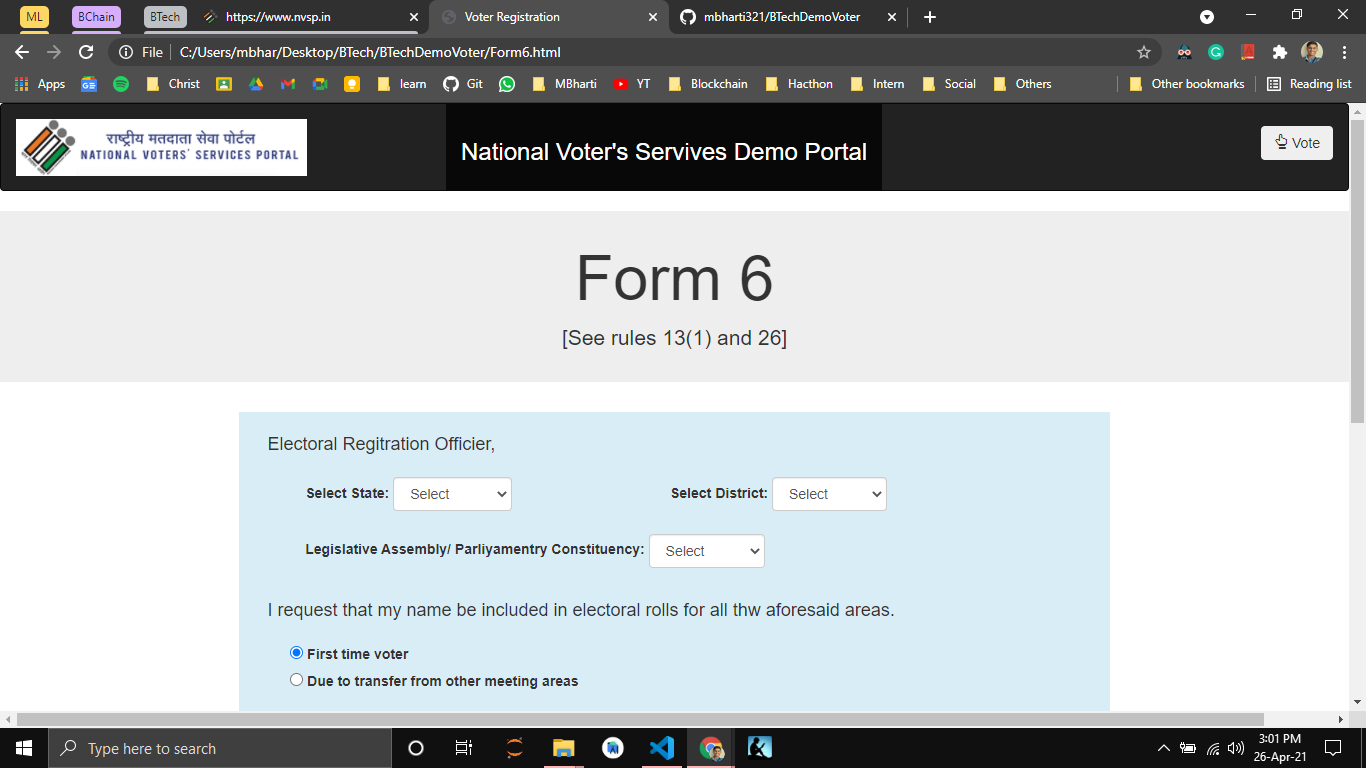 ML
BChain
BTech
https://www.nvsp.in
Voter Registration
mbharti321/BTechDemoVoter
File
C:/Users/mbhar/Desktop/BTech/BTechDemoVoter/Form6.html
Apps
Christ
learn
Git
MBharti
YT
Blockchain
Hacthon
Intern
Social
Others
Other bookmarks
Reading list
राष्ट्रीय मतदाता सेवा पोर्टल
NATIONAL VOTERS' SERVICES PORTAL
National Voter's Servives Demo Portal
Vote
Form 6
[See rules 13(1) and 26]
Electoral Regitration Officier,
Select State: Select
Select District: Select
Legislative Assembly/ Parliyamentry Constituency: Select
I request that my name be included in electoral rolls for all thw aforesaid areas.
First time voter
Due to transfer from other meeting areas
Type here to search
3:01 PM
26-Apr-21